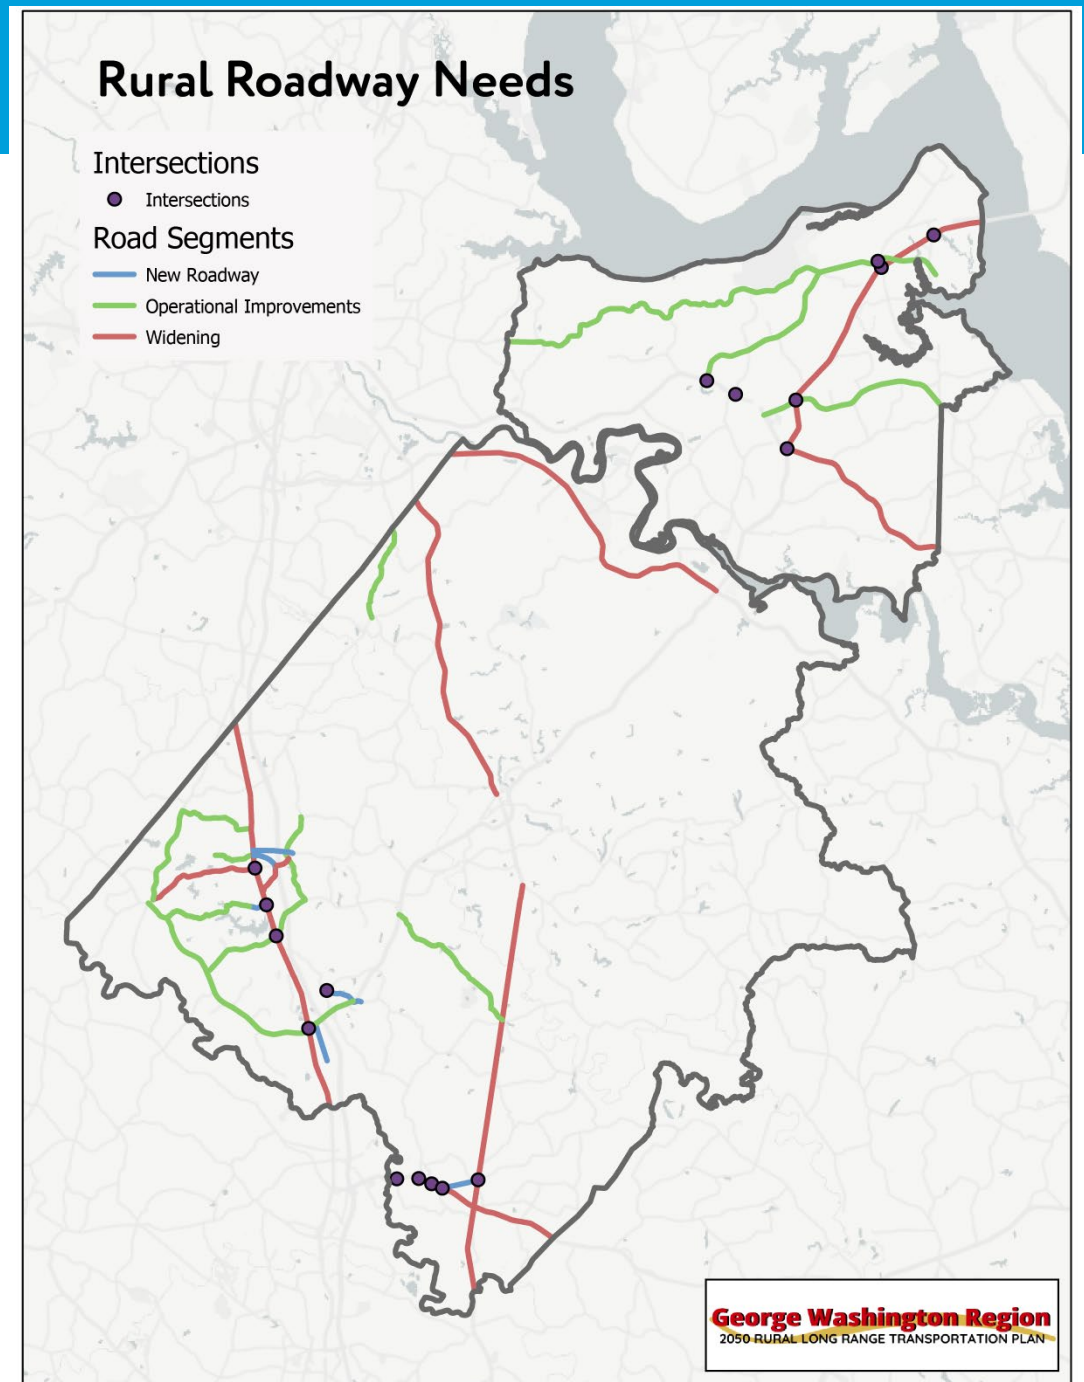 Rural Roadway Needs
Intersections
Intersections
Road Segments
New Roadway
Operational Improvements
Widening
George Washington Region
2050 RURAL LONG RANGE TRANSPORTATION PLAN